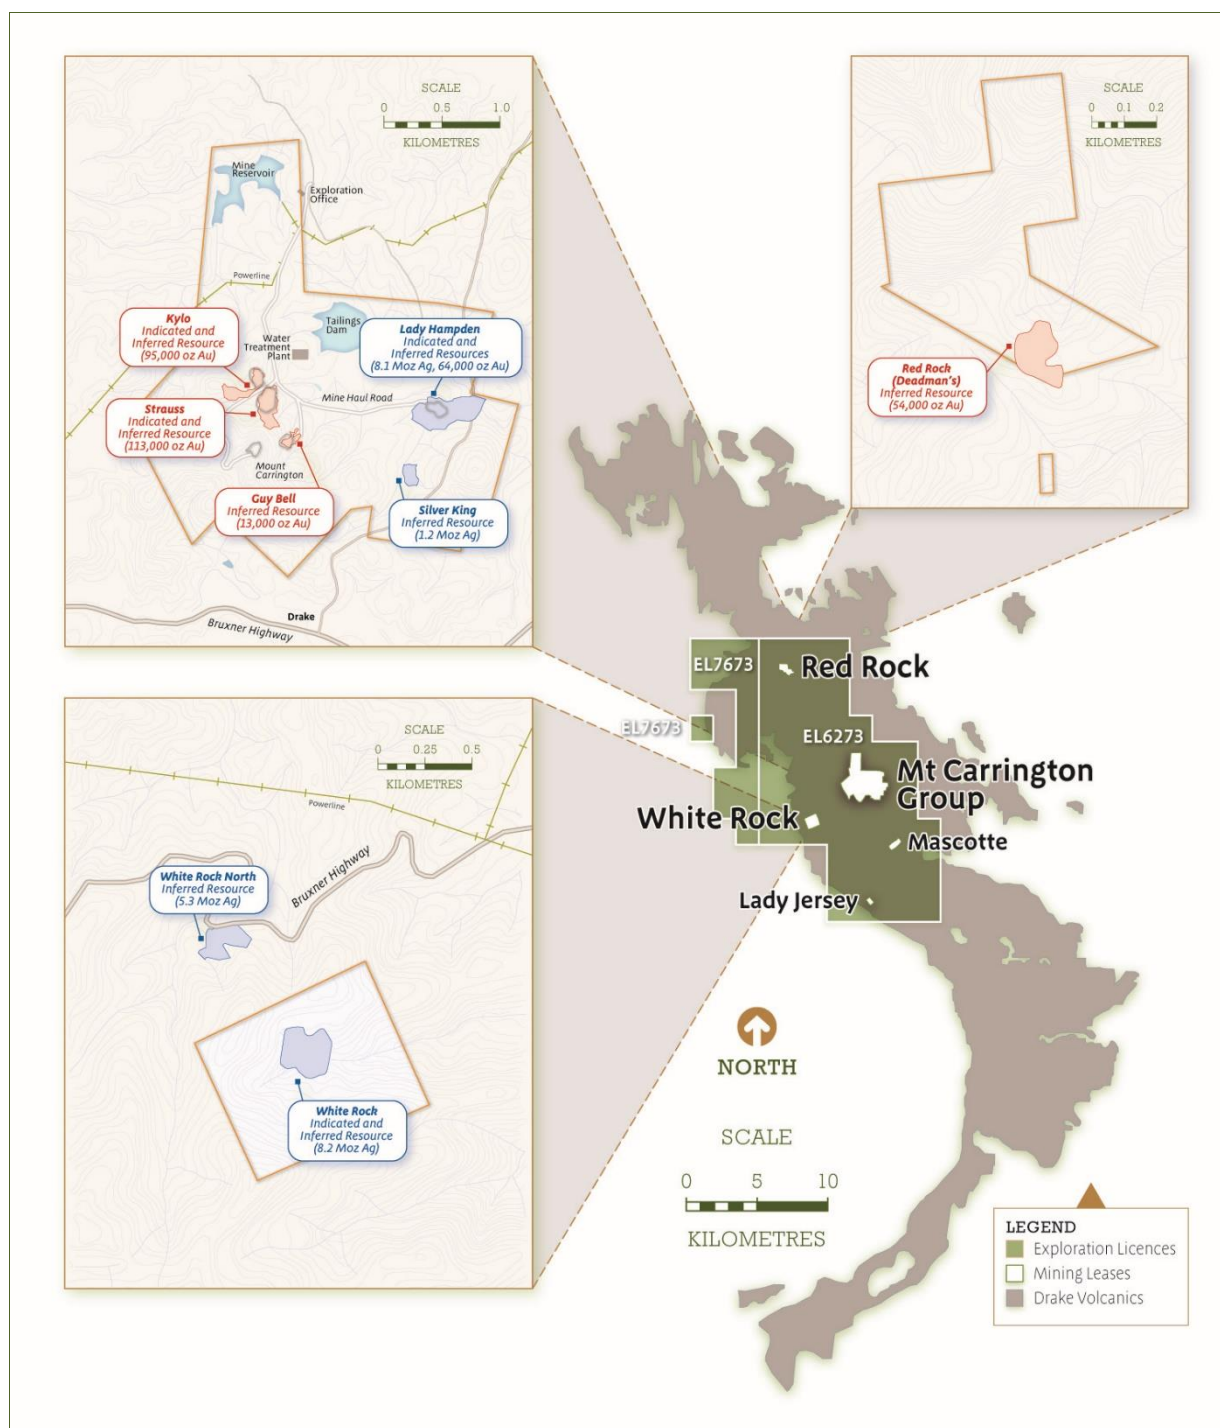 SCALE
0 0.5 1.0
KILOMETRES
Mine
Reservoir
Exploration
Office
Powerline
Kylo
Indicated and
Inferred Resource
(95,000 oz Au)
Water
Treatment
Plant
Tailings
Dam
Lady Hampden
Indicated and
Inferred Resources
(8.1 Moz Ag, 64,000 oz Au)
Mine Haul Road
Strauss
Indicated and
Inferred Resource
(113,000 oz Au)
Mount
Carrington
Guy Bell
Inferred Resource
(13,000 oz Au)
Silver King
Inferred Resource
(1.2 Moz Ag)
Drake
Bruxner Highway
SCALE
0 0.1 0.2
KILOMETRES
Red Rock
(Deadman's)
Inferred Resource
(54,000 oz Au)
SCALE
0 0.25 0.5
KILOMETRES
Powerline
Bruxner Highway
White Rock North
Inferred Resource
(5.3 Moz Ag)
White Rock
Indicated and
Inferred Resource
(8.2 Moz Ag)
EL7673
Red Rock
EL7673
EL6273
Mt Carrington
Group
White Rock
Mascotte
Lady Jersey
NORTH
SCALE
0 5 10
KILOMETRES
LEGEND
Exploration Licences
Mining Leases
Drake Volcanics